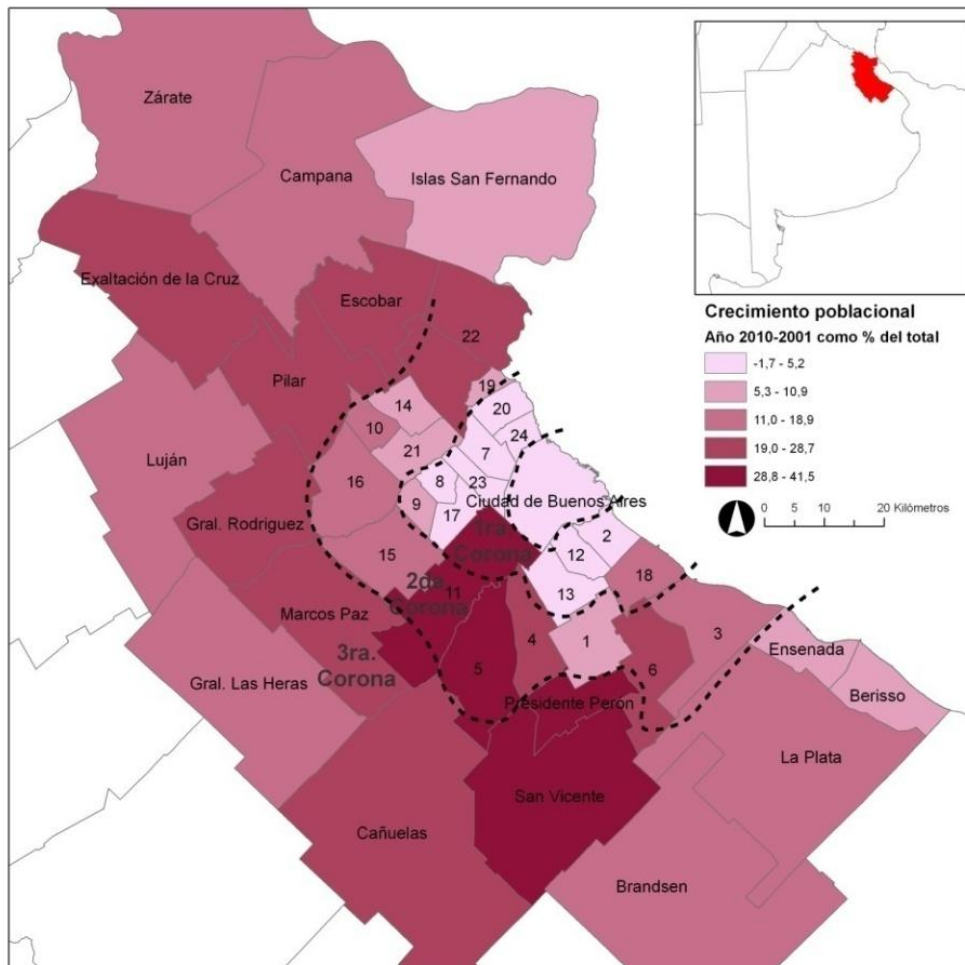 Zárate
Campana
Islas San Fernando
Exaltación de la Cruz
Escobar
Crecimiento poblacional
Año 2010-2001 como % del total
-1,7 - 5,2
5,3 - 10,9
11,0 - 18,9
19,0 - 28,7
28,8 - 41,5
0 5 10 20 Kilómetros
22
Pilar
19
14
20
10
24
21
7
Luján
16
8
23
Ciudad de Buenos Aires
9
17
Gral. Rodriguez
1ra.
Corona
2
15
12
18
2da.
Corona
11
13
Marcos Paz
4
1
3
3ra.
Corona
5
6
Ensenada
Gral. Las Heras
Berisso
Presidente Perón
La Plata
San Vicente
Cañuelas
Brandsen